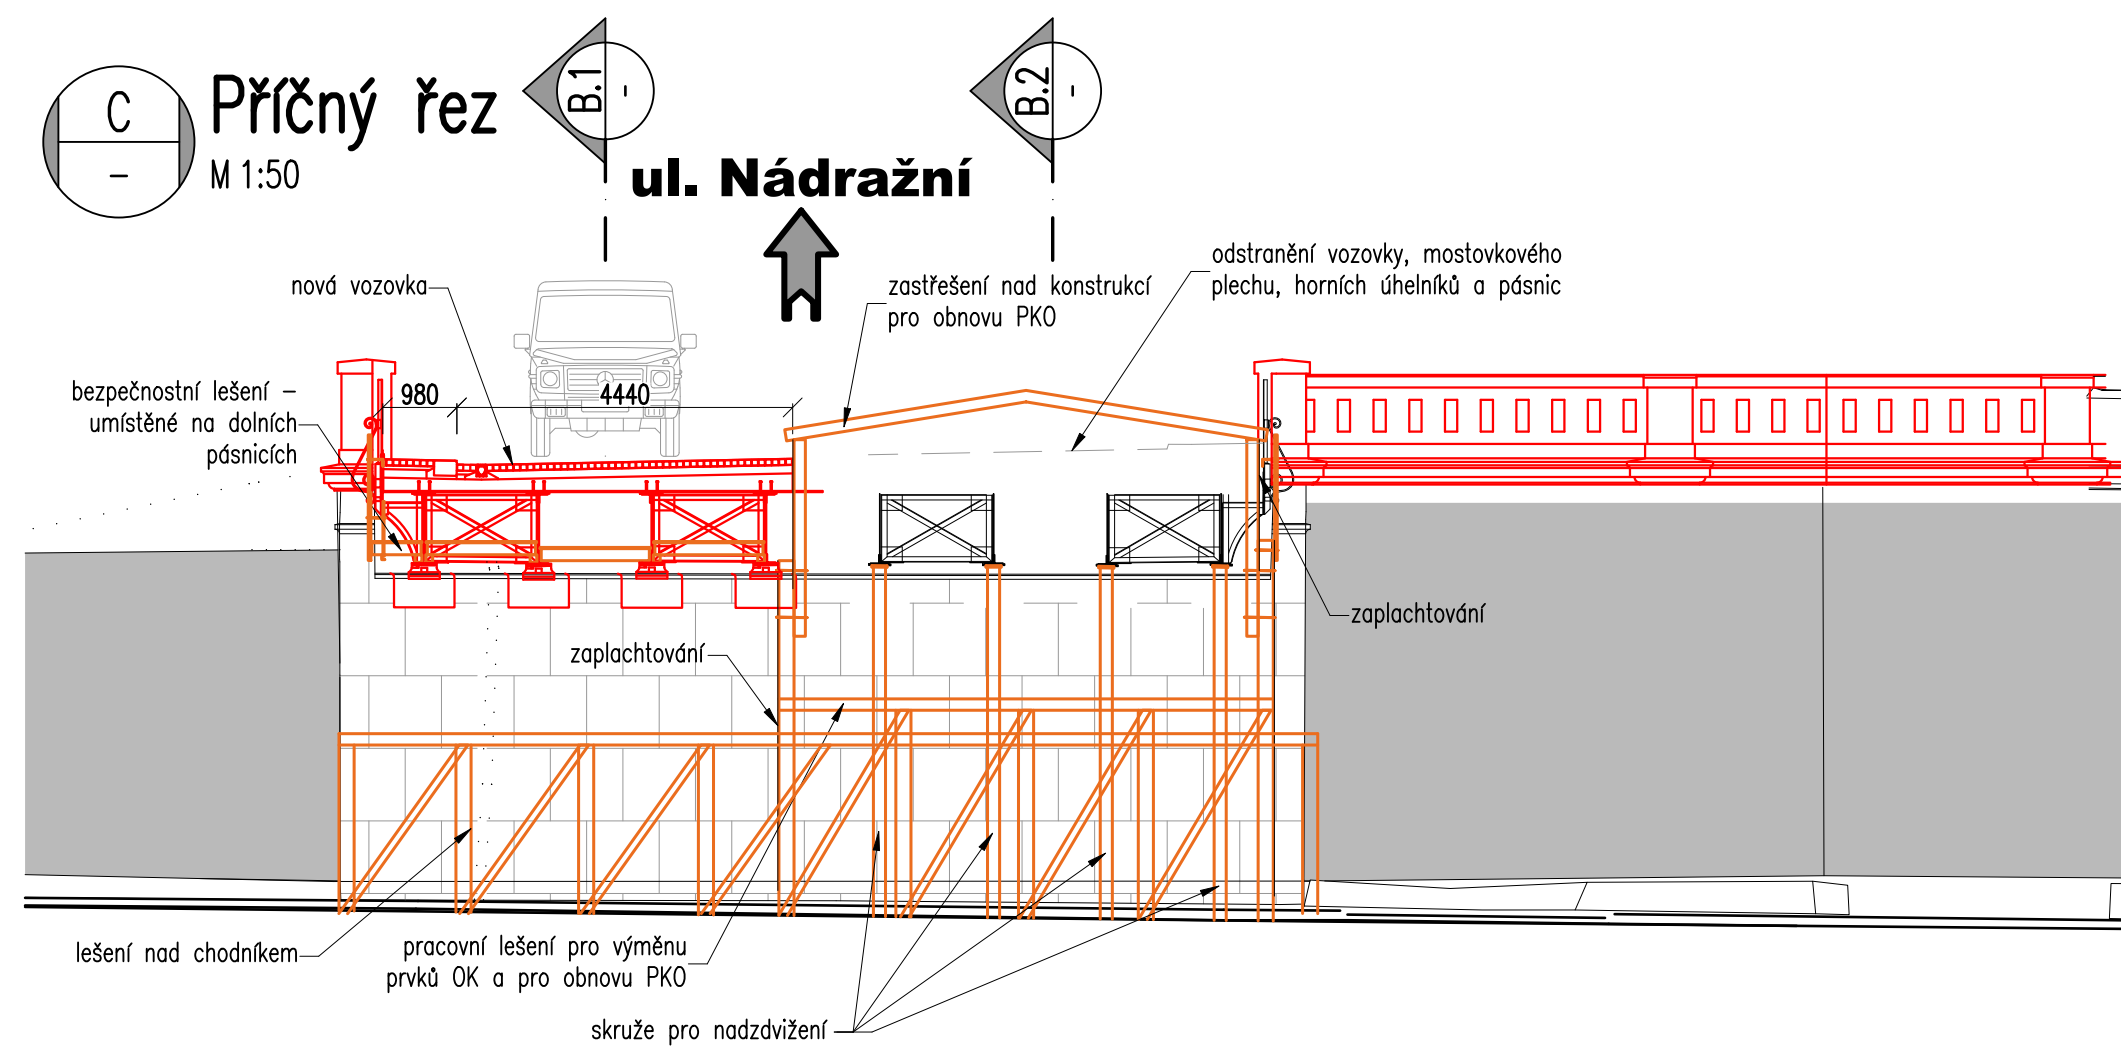 C
–
Příčný řez
M 1:50
B.1
-
B.2
-
ul. Nádražní
nová vozovka
zastřešení nad konstrukcí
pro obnovu PKO
odstranění vozovky, mostovkového
plechu, horních úhelníků a pásnic
bezpečnostní lešení –
umístěné na dolních
pásnicích
980
4440
zaplachtování
zaplachtování
lešení nad chodníkem
pracovní lešení pro výměnu
prvků OK a pro obnovu PKO
skruže pro nadzdvižení